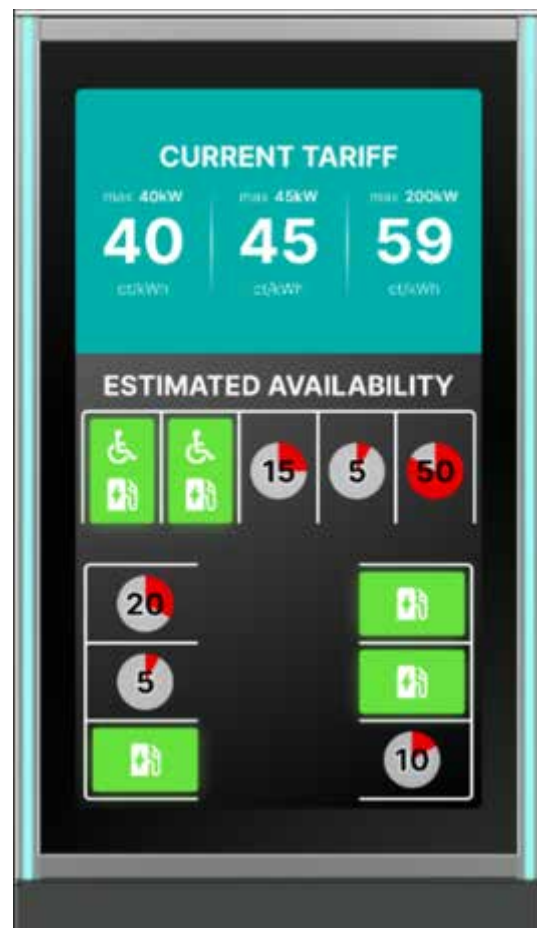 CURRENT TARIFF
max 40kW max 45kW max 200kW
40 45 59
ct/kWh ct/kWh ct/kWh
ESTIMATED AVAILABILITY
15 5 50
20
5
10